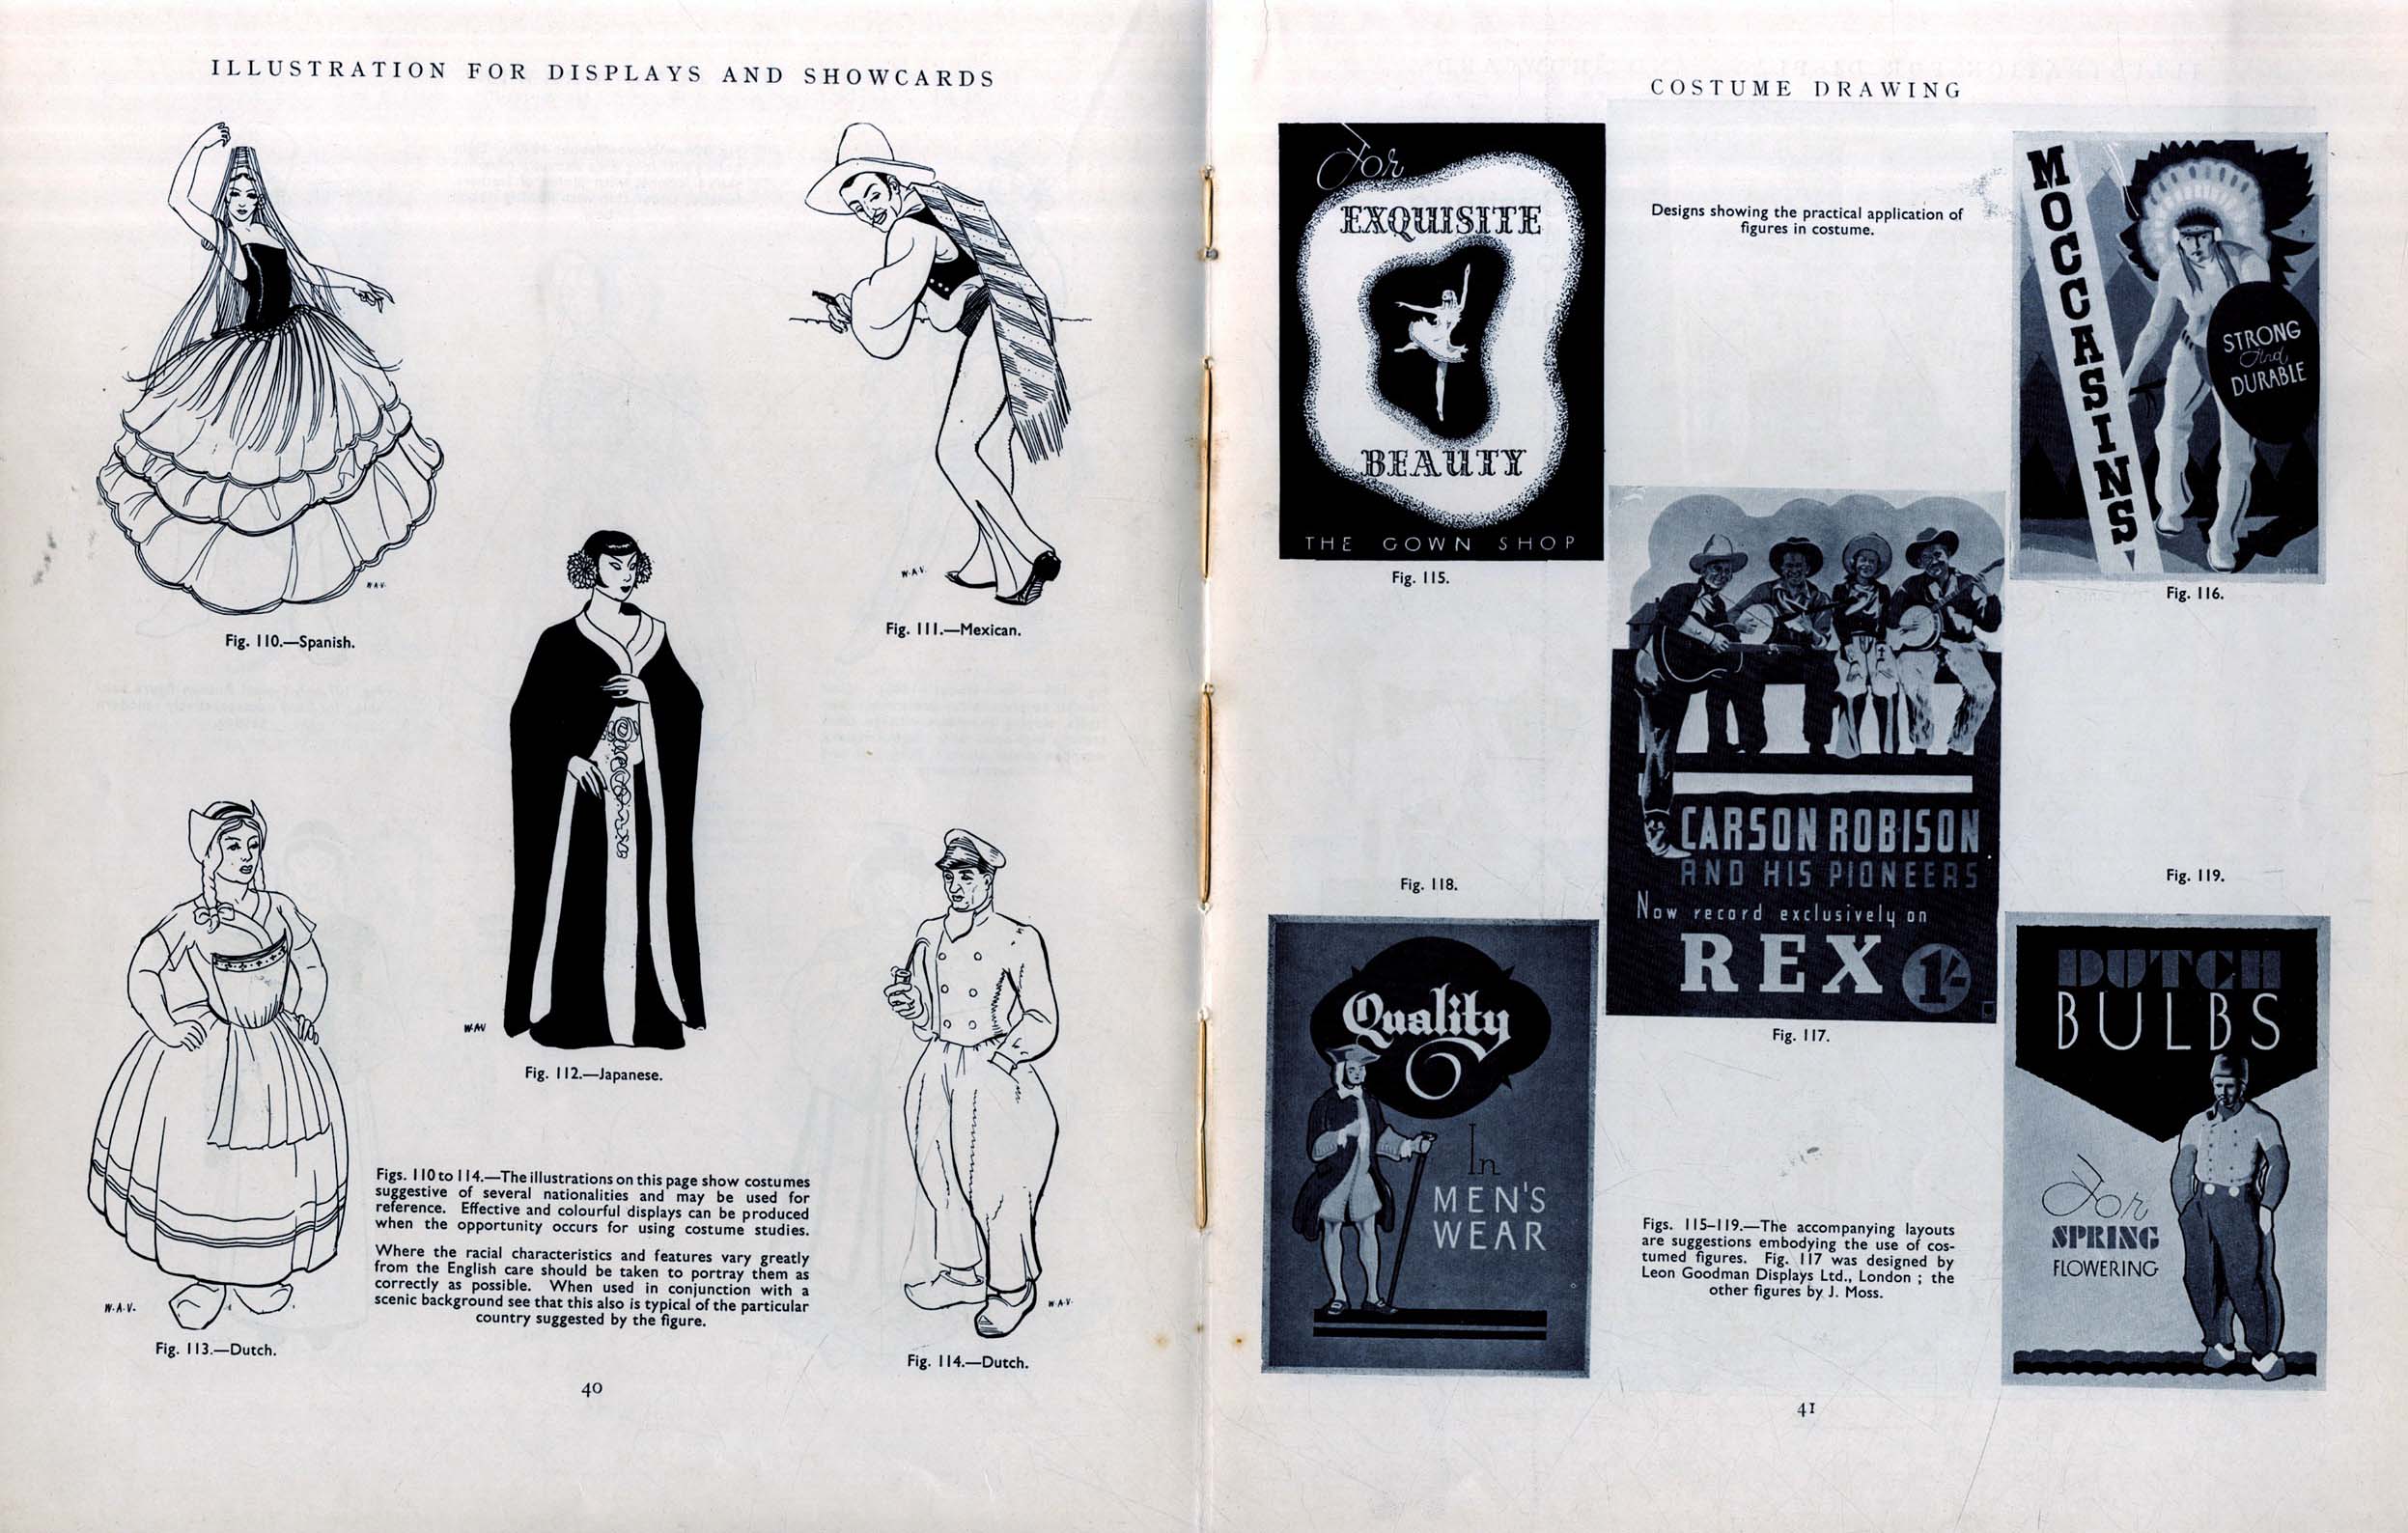 ILLUSTRATION FOR DISPLAYS AND SHOWCARDS
W.A.V.
Fig. 110.—Spanish.
W.A.V.
Fig. 111.—Mexican.
W.A.V
Fig. 112.—Japanese.
W.A.V.
Fig. 113.—Dutch.
W.A.V.
Fig. 114.—Dutch.
Figs. 110 to 114.—The illustrations on this page show costumes
suggestive of several nationalities and may be used for
reference. Effective and colourful displays can be produced
when the opportunity occurs for using costume studies.
Where the racial characteristics and features vary greatly
from the English care should be taken to portray them as
correctly as possible. When used in conjunction with a
scenic background see that this also is typical of the particular
country suggested by the figure.
40
COSTUME DRAWING
For
EXQUISITE
BEAUTY
THE GOWN SHOP
Fig. 115.
Designs showing the practical application of
figures in costume.
MOCCASINS
STRONG
And
DURABLE
Fig. 116.
CARSON ROBISON
AND HIS PIONEERS
Now record exclusively on
REX 1/-
Fig. 117.
Fig. 118.
Quality
In
MEN'S
WEAR
Fig. 119.
DUTCH
BULBS
For
SPRING
FLOWERING
Figs. 115–119.—The accompanying layouts
are suggestions embodying the use of cos-
tumed figures. Fig. 117 was designed by
Leon Goodman Displays Ltd., London ; the
other figures by J. Moss.
41